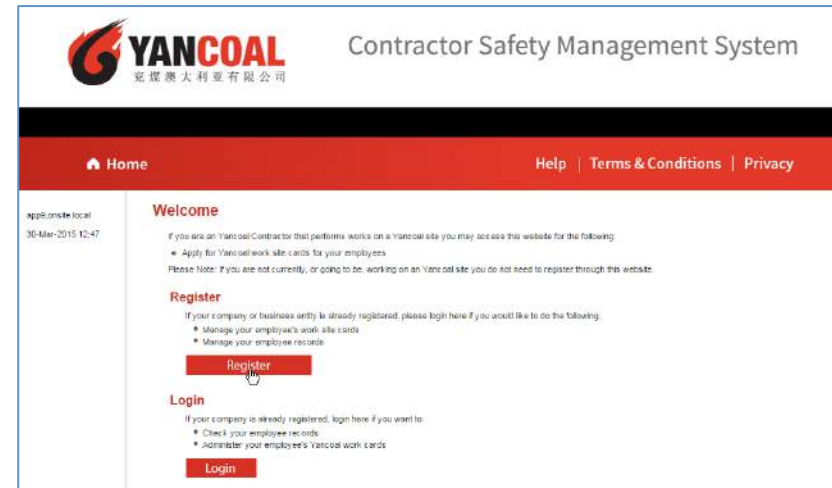 YANCOAL
兖煤澳大利亚有限公司
Contractor Safety Management System
Home
Help | Terms & Conditions | Privacy
app9.onsite.local
30-Mar-2015 12:47
Welcome
If you are an Yancoal Contractor that performs works on a Yancoal site you may access this website for the following:
Apply for Yancoal work site cards for your employees
Please Note: If you are not currently, or going to be, working on an Yancoal site you do not need to register through this website.
Register
If your company or business entity is already registered, please login here if you would like to do the following:
Manage your employee's work site cards
Manage your employee records
Register
Login
If your company is already registered, login here if you want to:
Check your employee records
Administer your employee's Yancoal work cards
Login